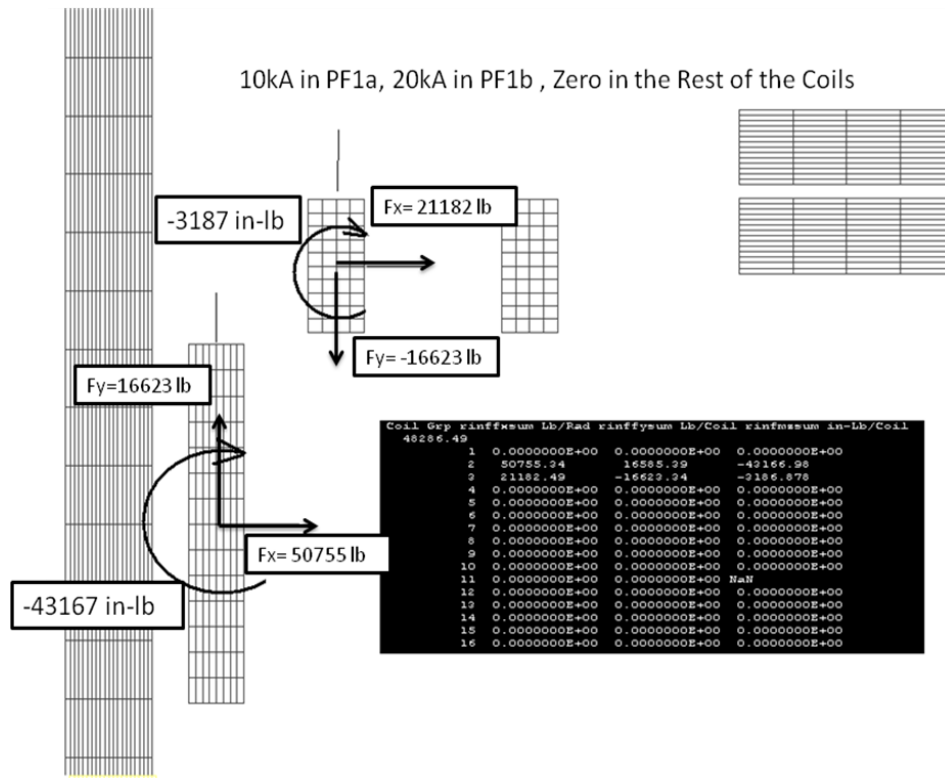 10kA in PF1a, 20kA in PF1b , Zero in the Rest of the Coils
-3187 in-lb
Fx= 21182 lb
Fy= -16623 lb
Fy=16623 lb
Fx= 50755 lb
-43167 in-lb
Coil Grp rinffxsum Lb/Rad rinffysum Lb/Coil rinfmssum in-Lb/Coil
48286.49
1 0.0000000E+00 0.0000000E+00 0.0000000E+00
2 50755.34 16585.39 -43166.98
3 21182.49 -16623.34 -3186.878
4 0.0000000E+00 0.0000000E+00 0.0000000E+00
5 0.0000000E+00 0.0000000E+00 0.0000000E+00
6 0.0000000E+00 0.0000000E+00 0.0000000E+00
7 0.0000000E+00 0.0000000E+00 0.0000000E+00
8 0.0000000E+00 0.0000000E+00 0.0000000E+00
9 0.0000000E+00 0.0000000E+00 0.0000000E+00
10 0.0000000E+00 0.0000000E+00 0.0000000E+00
11 0.0000000E+00 0.0000000E+00 NaN
12 0.0000000E+00 0.0000000E+00 0.0000000E+00
13 0.0000000E+00 0.0000000E+00 0.0000000E+00
14 0.0000000E+00 0.0000000E+00 0.0000000E+00
15 0.0000000E+00 0.0000000E+00 0.0000000E+00
16 0.0000000E+00 0.0000000E+00 0.0000000E+00